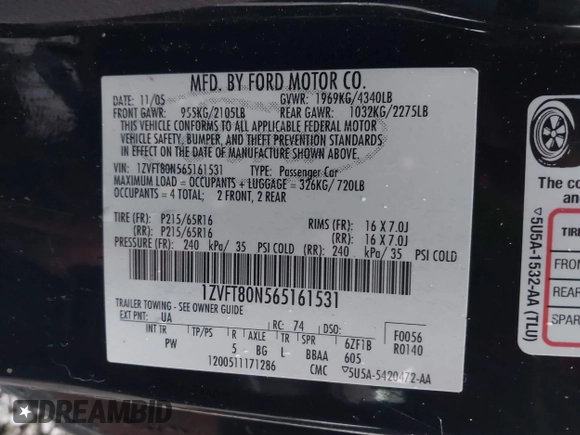 MFD. BY FORD MOTOR CO.
DATE: 11/05 GVWR: 1969KG/4340LB
FRONT GAWR: 955KG/2105LB REAR GAWR: 1032KG/2275LB
THIS VEHICLE CONFORMS TO ALL APPLICABLE FEDERAL MOTOR
VEHICLE SAFETY, BUMPER, AND THEFT PREVENTION STANDARDS
IN EFFECT ON THE DATE OF MANUFACTURE SHOWN ABOVE.
VIN: 1ZVFT80N565161531 TYPE: Passenger Car
MAXIMUM LOAD = OCCUPANTS + LUGGAGE = 326KG/ 720LB
OCCUPANTS = 4 TOTAL; 2 FRONT, 2 REAR
TIRE (FR): P215/65R16 RIMS (FR): 16 X 7.0J
(RR): P215/65R16 (RR): 16 X 7.0J
PRESSURE (FR): 240 kPa/ 35 PSI COLD (RR) 240 kPa/ 35 PSI COLD
1ZVFT80N565161531
TRAILER TOWING - SEE OWNER GUIDE
EXT PNT: UA RC: 74 DSO: F0056
INT TR TP/PS R AXLE TR SPR 6ZF1B R0140
PW 5 BG L BBAA 605
1200511171286 CMC ▽5U5A-5420472-AA
The co
an
TIRE
FRON
REAR
SPAR
▽5U5A-1532-AA (TLU)
DREAMBID